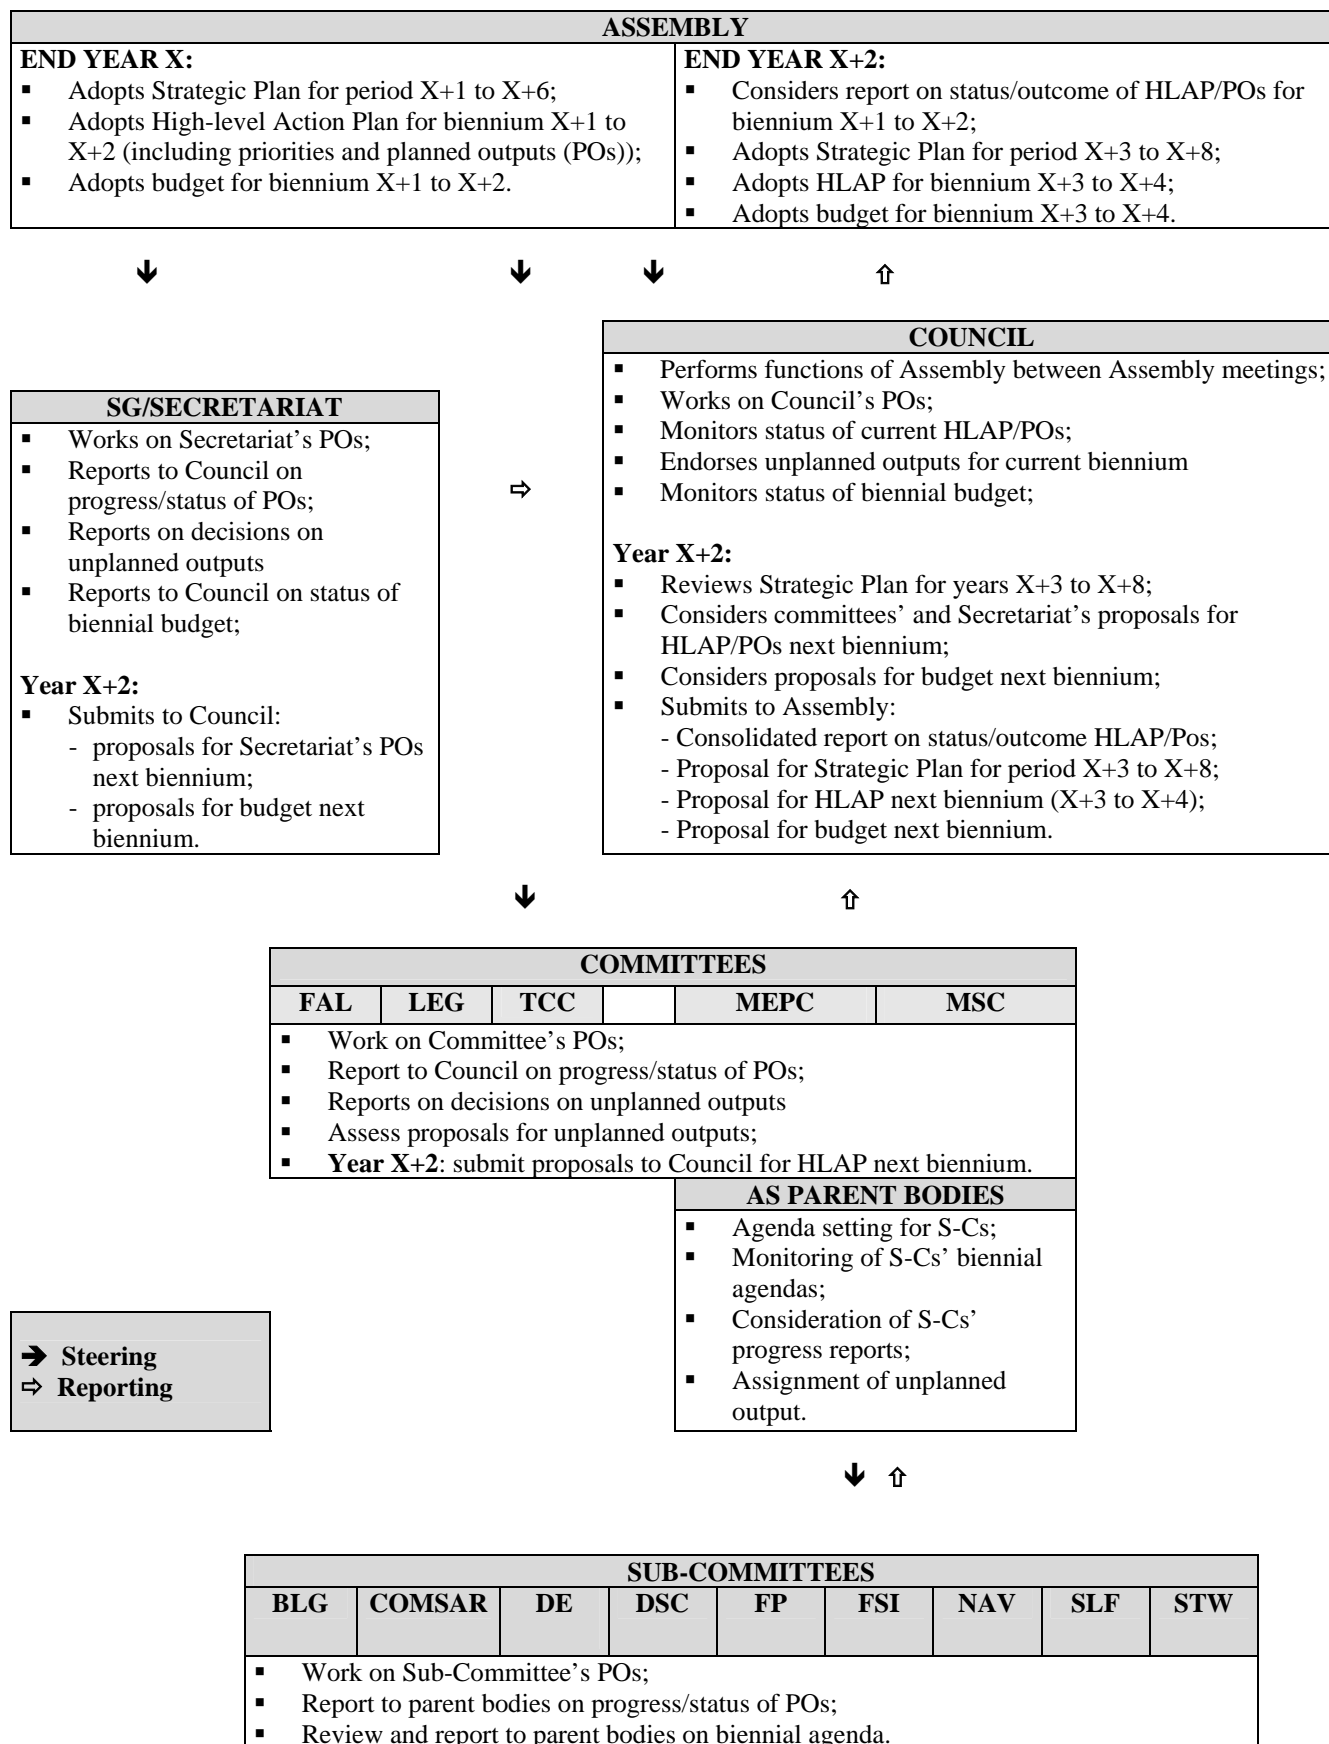 ASSEMBLY
END YEAR X:
▪ Adopts Strategic Plan for period X+1 to X+6;
▪ Adopts High-level Action Plan for biennium X+1 to
X+2 (including priorities and planned outputs (POs));
▪ Adopts budget for biennium X+1 to X+2.
END YEAR X+2:
▪ Considers report on status/outcome of HLAP/POs for
biennium X+1 to X+2;
▪ Adopts Strategic Plan for period X+3 to X+8;
▪ Adopts HLAP for biennium X+3 to X+4;
▪ Adopts budget for biennium X+3 to X+4.
SG/SECRETARIAT
▪ Works on Secretariat's POs;
▪ Reports to Council on
progress/status of POs;
▪ Reports on decisions on
unplanned outputs
▪ Reports to Council on status of
biennial budget;
Year X+2:
▪ Submits to Council:
- proposals for Secretariat's POs
next biennium;
- proposals for budget next
biennium.
COUNCIL
▪ Performs functions of Assembly between Assembly meetings;
▪ Works on Council's POs;
▪ Monitors status of current HLAP/POs;
▪ Endorses unplanned outputs for current biennium
▪ Monitors status of biennial budget;
Year X+2:
▪ Reviews Strategic Plan for years X+3 to X+8;
▪ Considers committees' and Secretariat's proposals for
HLAP/POs next biennium;
▪ Considers proposals for budget next biennium;
▪ Submits to Assembly:
- Consolidated report on status/outcome HLAP/Pos;
- Proposal for Strategic Plan for period X+3 to X+8;
- Proposal for HLAP next biennium (X+3 to X+4);
- Proposal for budget next biennium.
COMMITTEES
FAL LEG TCC MEPC MSC
▪ Work on Committee's POs;
▪ Report to Council on progress/status of POs;
▪ Reports on decisions on unplanned outputs
▪ Assess proposals for unplanned outputs;
▪ Year X+2: submit proposals to Council for HLAP next biennium.
AS PARENT BODIES
▪ Agenda setting for S-Cs;
▪ Monitoring of S-Cs' biennial
agendas;
▪ Consideration of S-Cs'
progress reports;
▪ Assignment of unplanned
output.
➔ Steering
⇨ Reporting
SUB-COMMITTEES
BLG COMSAR DE DSC FP FSI NAV SLF STW
▪ Work on Sub-Committee's POs;
▪ Report to parent bodies on progress/status of POs;
▪ Review and report to parent bodies on biennial agenda.